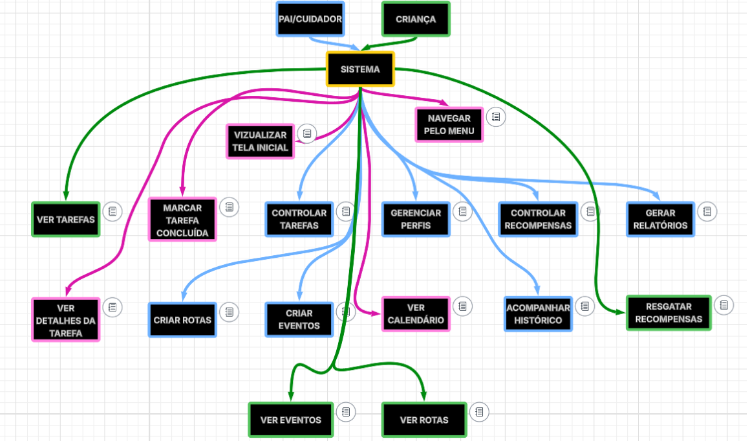 PAI/CUIDADOR
CRIANÇA
SISTEMA
NAVEGAR
PELO MENU
VIZUALIZAR
TELA INICIAL
VER TAREFAS
MARCAR
TAREFA
CONCLUÍDA
CONTROLAR
TAREFAS
GERENCIAR
PERFIS
CONTROLAR
RECOMPENSAS
GERAR
RELATÓRIOS
VER
DETALHES DA
TAREFA
CRIAR ROTAS
CRIAR
EVENTOS
VER
CALENDÁRIO
ACOMPANHAR
HISTÓRICO
RESGATAR
RECOMPENSAS
VER EVENTOS
VER ROTAS